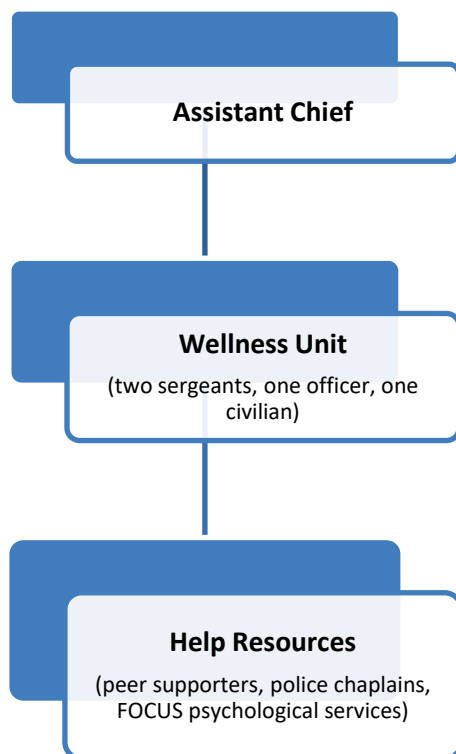 Assistant Chief
Wellness Unit
(two sergeants, one officer, one
civilian)
Help Resources
(peer supporters, police chaplains,
FOCUS psychological services)